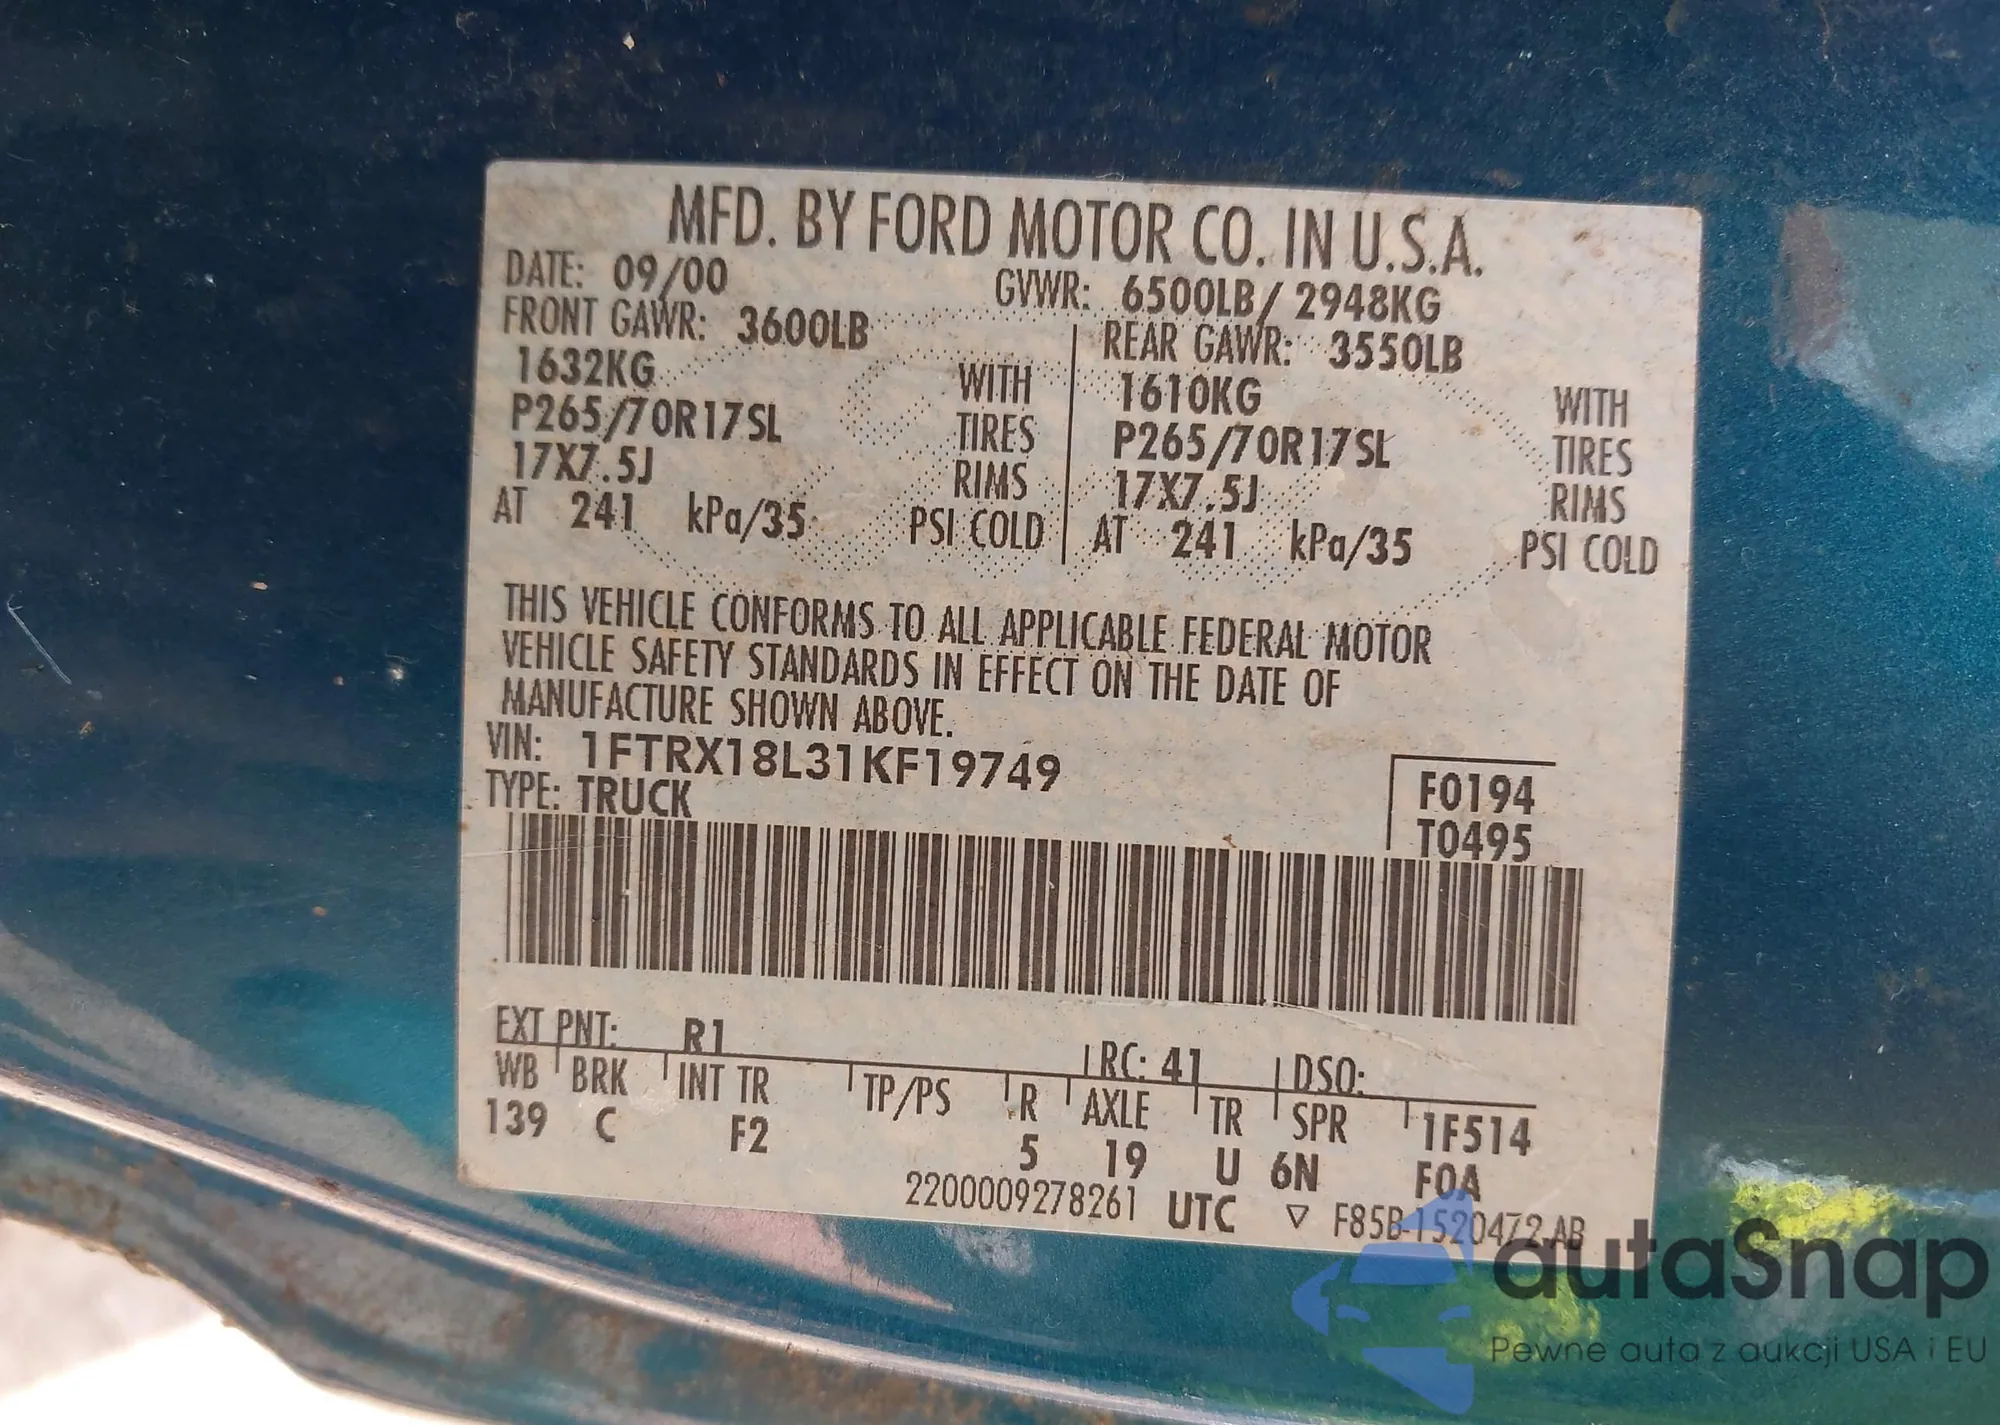 MFD. BY FORD MOTOR CO. IN U.S.A.
DATE: 09/00 GVWR: 6500LB/ 2948KG
FRONT GAWR: 3600LB REAR GAWR: 3550LB
1632KG WITH 1610KG WITH
P265/70R17SL TIRES P265/70R17SL TIRES
17X7.5J RIMS 17X7.5J RIMS
AT 241 kPa/35 PSI COLD AT 241 kPa/35 PSI COLD
THIS VEHICLE CONFORMS TO ALL APPLICABLE FEDERAL MOTOR
VEHICLE SAFETY STANDARDS IN EFFECT ON THE DATE OF
MANUFACTURE SHOWN ABOVE.
VIN: 1FTRX18L31KF19749
TYPE: TRUCK
F0194
T0495
EXT PNT: R1 RC: 41 DSO:
WB BRK INT TR TP/PS R AXLE TR SPR 1F514
139 C F2 5 19 U 6N F0A
2200009278261 UTC ▽ F85B-1520472-AB
autaSnap
Pewne auta z aukcji USA i EU